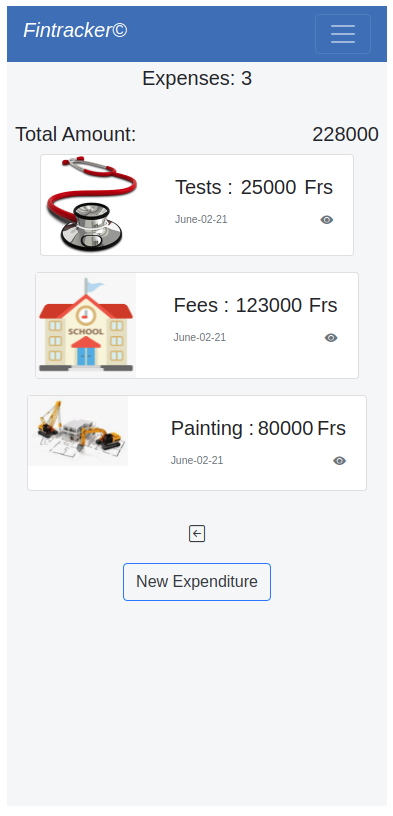 Fintracker©
Expenses: 3
Total Amount: 228000
Tests : 25000 Frs
June-02-21
SCHOOL
Fees : 123000 Frs
June-02-21
Painting : 80000 Frs
June-02-21
New Expenditure